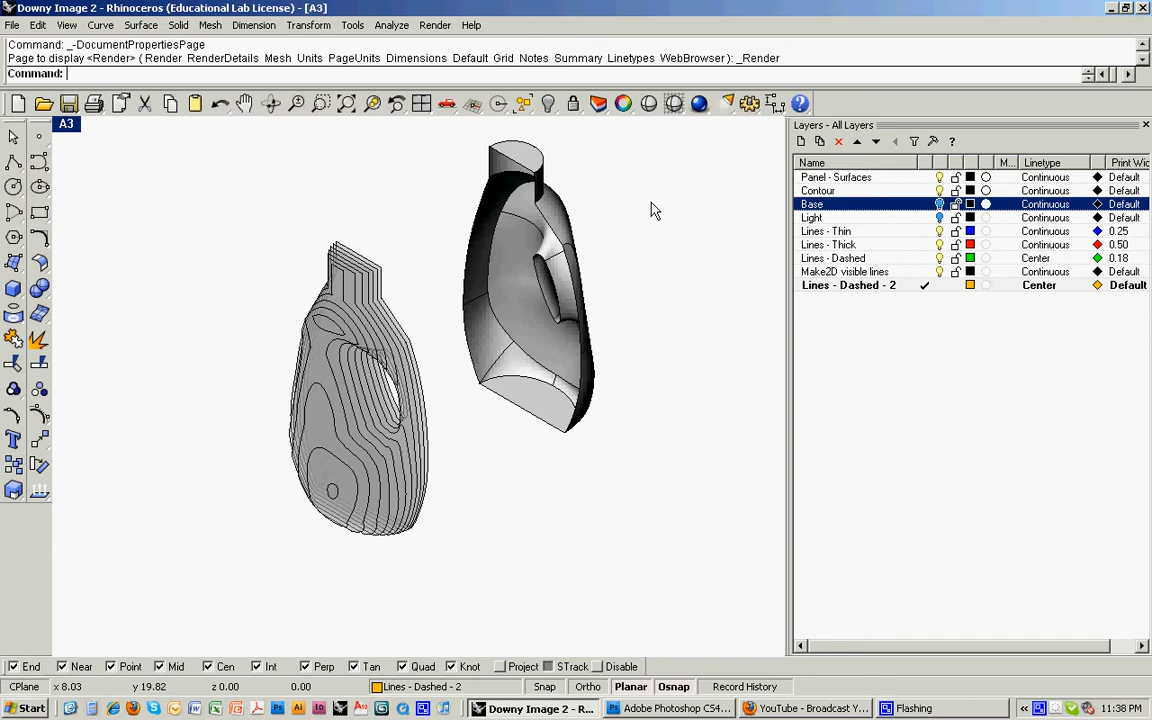 Downy Image 2 - Rhinoceros (Educational Lab License) - [A3]
File Edit View Curve Surface Solid Mesh Dimension Transform Tools Analyze Render Help
Command: _-DocumentPropertiesPage
Page to display <Render> ( Render RenderDetails Mesh Units PageUnits Dimensions Default Grid Notes Summary Linetypes WebBrowser ): _Render
Command:
A3
Layers - All Layers
Name M... Linetype Print Wid
Panel - Surfaces Continuous Default
Contour Continuous Default
Base Continuous Default
Light Continuous Default
Lines - Thin Continuous 0.25
Lines - Thick Continuous 0.50
Lines - Dashed Center 0.18
Make2D visible lines Continuous Default
Lines - Dashed - 2 Center Default
End Near Point Mid Cen Int Perp Tan Quad Knot Project STrack Disable
CPlane x 8.03 y 19.82 z 0.00 0.00 Lines - Dashed - 2 Snap Ortho Planar Osnap Record History
Start Downy Image 2 - R... Adobe Photoshop CS4... YouTube - Broadcast Y... Flashing 11:38 PM